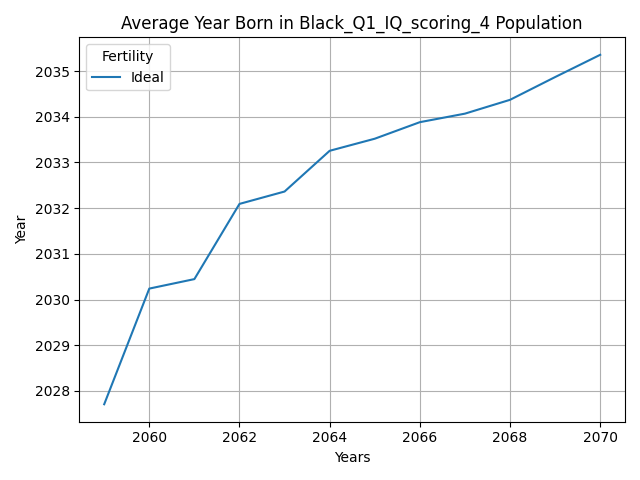 Average Year Born in Black_Q1_IQ_scoring_4 Population
Fertility
Ideal
2035
2034
2033
2032
2031
2030
2029
2028
Year
2060 2062 2064 2066 2068 2070
Years